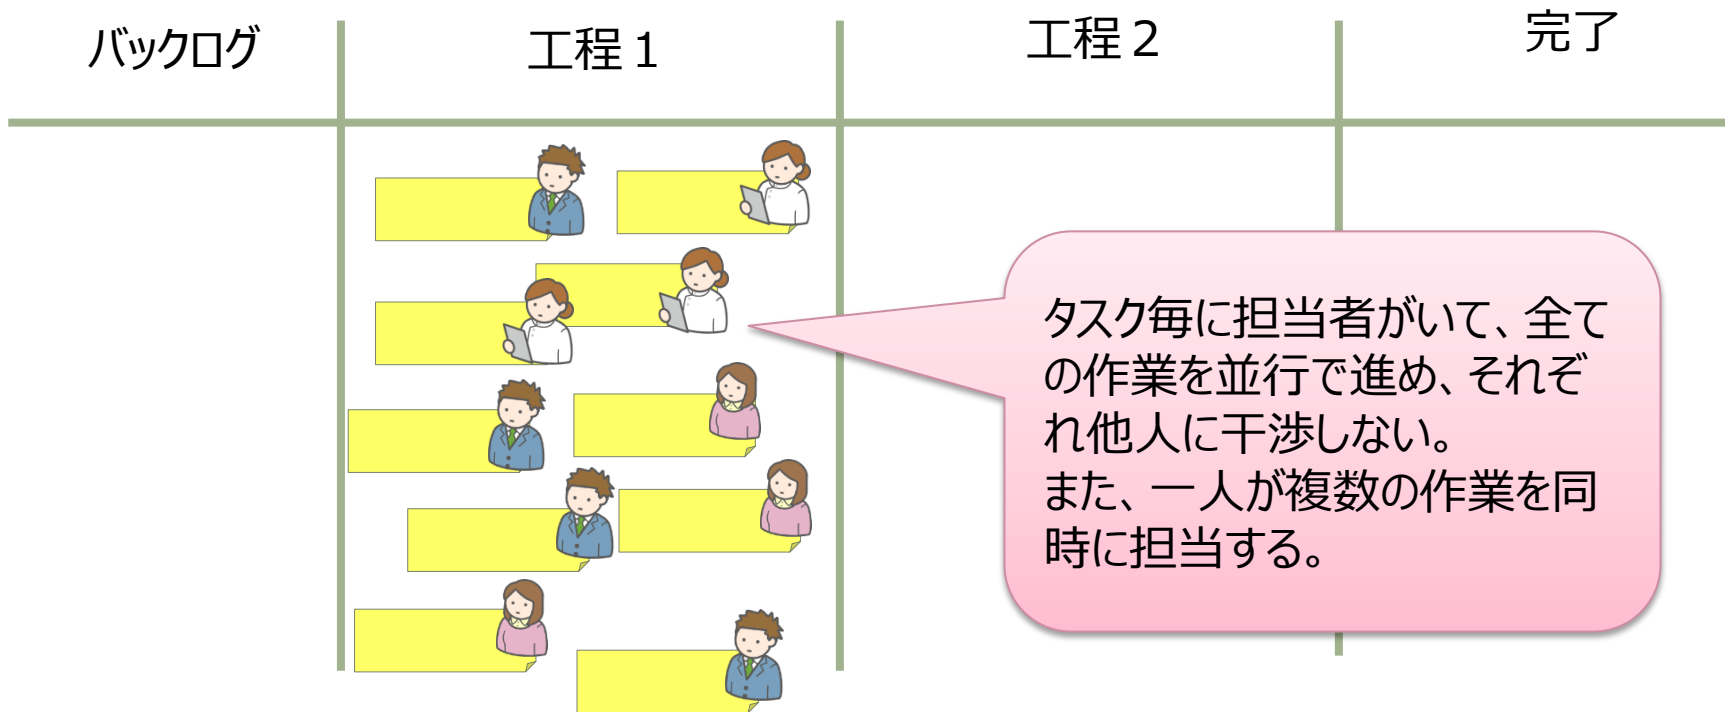 バックログ
工程１
工程２
完了
タスク毎に担当者がいて、全て
の作業を並行で進め、それぞ
れ他人に干渉しない。
また、一人が複数の作業を同
時に担当する。